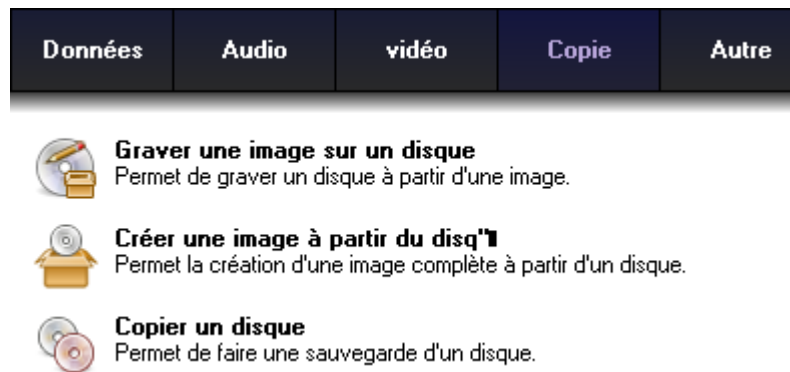 Données Audio vidéo Copie Autre
Graver une image sur un disque
Permet de graver un disque à partir d'une image.
Créer une image à partir du
Permet la création d'une image complète à partir d'un disque.
Copier un disque
Permet de faire une sauvegarde d'un disque.